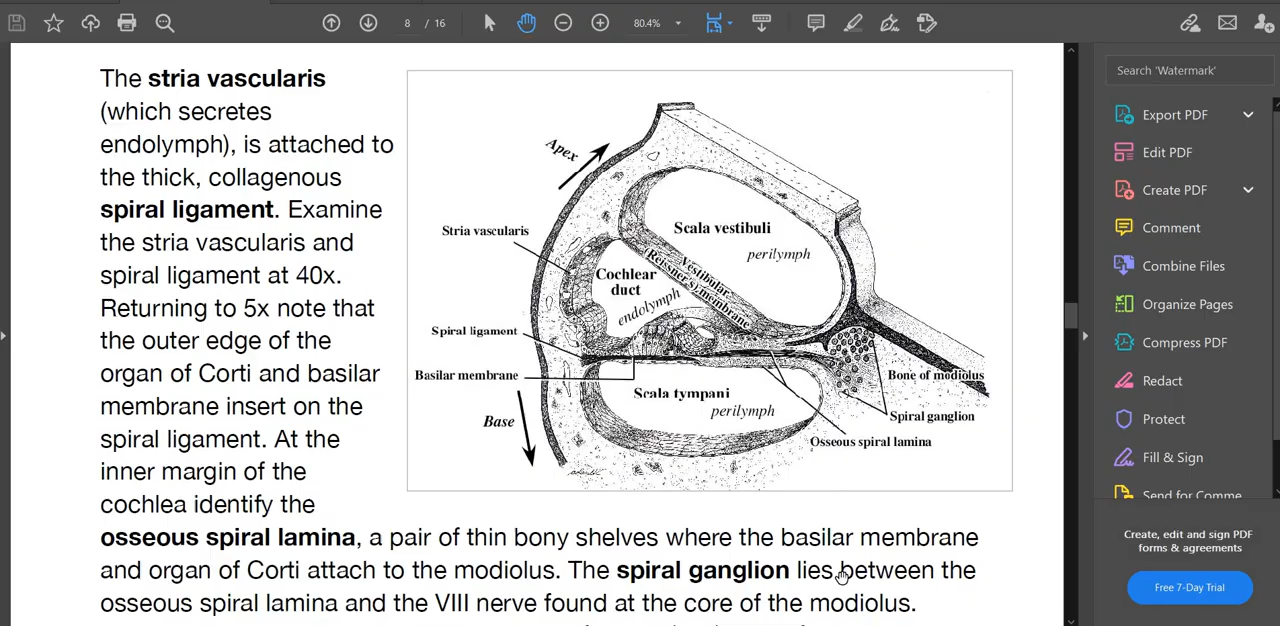 8 / 16
80.4%
The stria vascularis
(which secretes
endolymph), is attached to
the thick, collagenous
spiral ligament. Examine
the stria vascularis and
spiral ligament at 40x.
Returning to 5x note that
the outer edge of the
organ of Corti and basilar
membrane insert on the
spiral ligament. At the
inner margin of the
cochlea identify the
osseous spiral lamina, a pair of thin bony shelves where the basilar membrane
and organ of Corti attach to the modiolus. The spiral ganglion lies between the
osseous spiral lamina and the VIII nerve found at the core of the modiolus.
Apex
Stria vascularis
Scala vestibuli
perilymph
Vestibular
(Reissner's) membrane
Cochlear
duct
endolymph
Spiral ligament
Basilar membrane
Scala tympani
perilymph
Base
Bone of modiolus
Spiral ganglion
Osseous spiral lamina
Search 'Watermark'
Export PDF
Edit PDF
Create PDF
Comment
Combine Files
Organize Pages
Compress PDF
Redact
Protect
Fill & Sign
Send for Comme
Create, edit and sign PDF
forms & agreements
Free 7-Day Trial